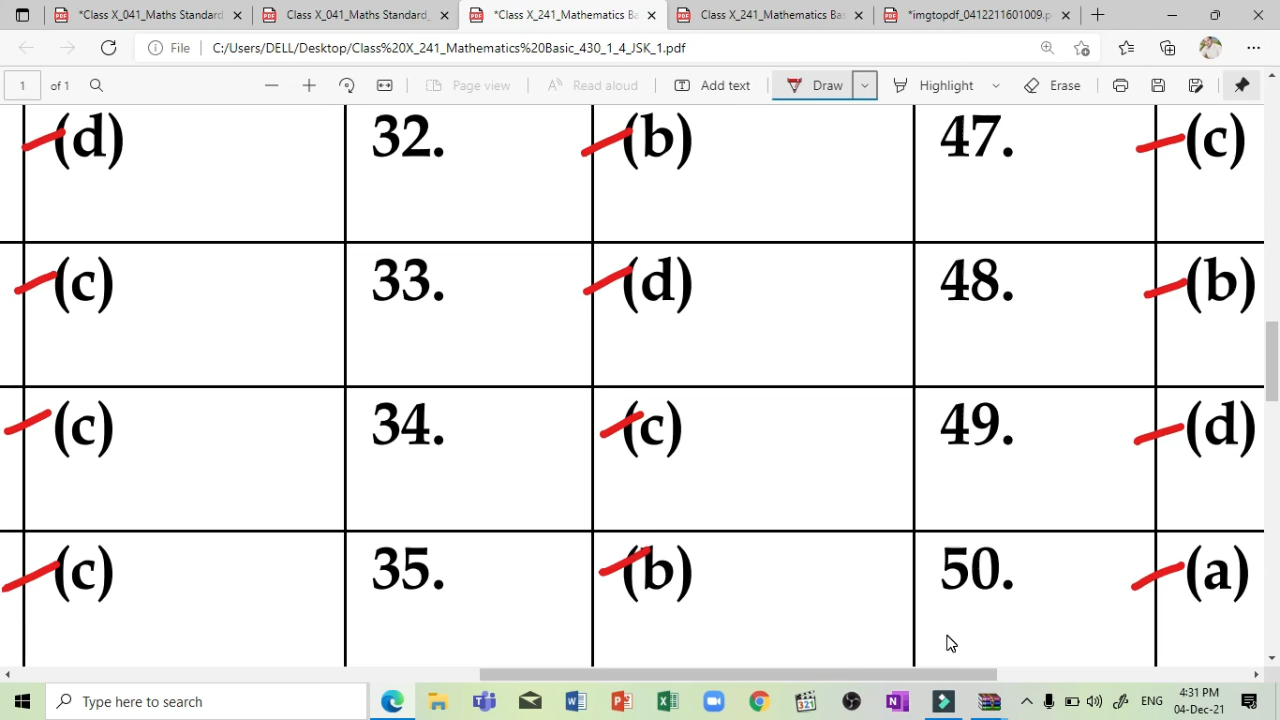 *Class X_041_Maths Standard Class X_041_Maths Standard_ *Class X_241_Mathematics Ba Class X_241_Mathematics Bas *imgtopdf_0412211601009.p
File C:/Users/DELL/Desktop/Class%20X_241_Mathematics%20Basic_430_1_4_JSK_1.pdf
1 of 1 Page view Read aloud Add text Draw Highlight Erase
(d) 32. (b) 47. (c)
(c) 33. (d) 48. (b)
(c) 34. (c) 49. (d)
(c) 35. (b) 50. (a)
Type here to search ENG 4:31 PM
04-Dec-21